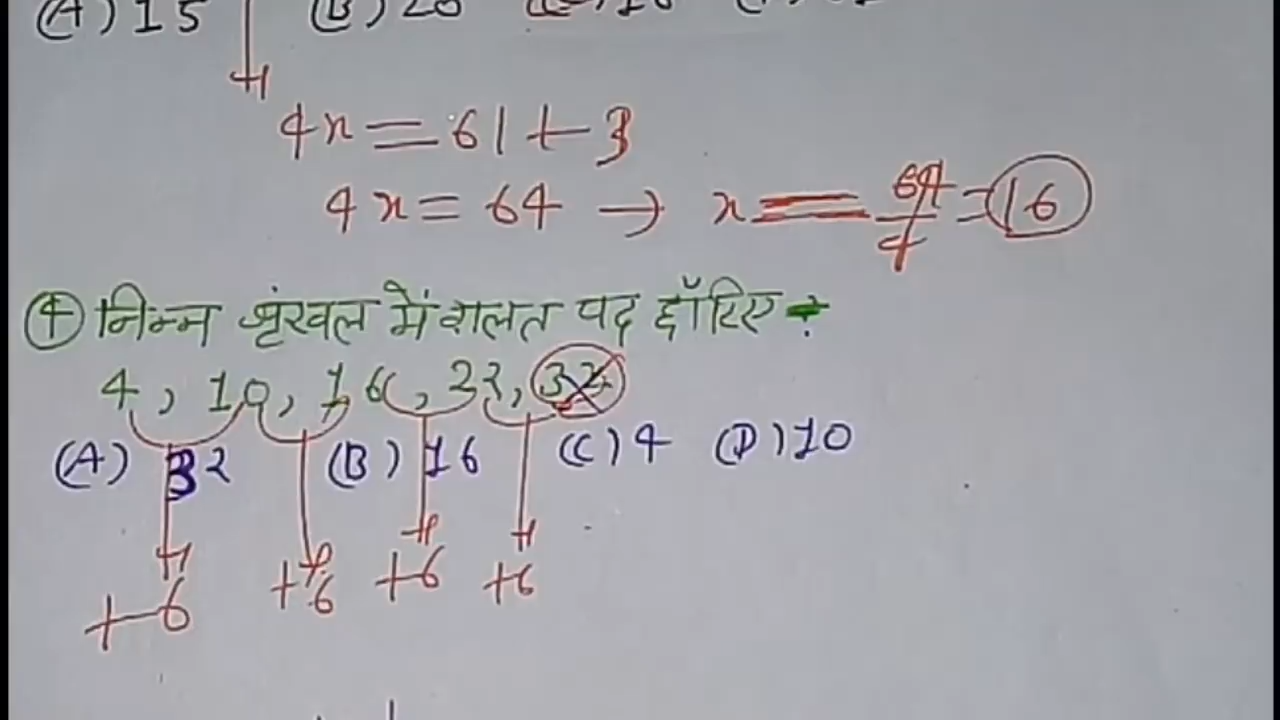 (A) 15 (B) 20
4x = 61 + 3
4x = 64 → x = 64/4 = 16
④ निम्न शृंखल में गलत पद छाँटिए :
4, 10, 16, 22, 32
(A) 32 (B) 16 (C) 4 (D) 10
+6 +6 +6 +6